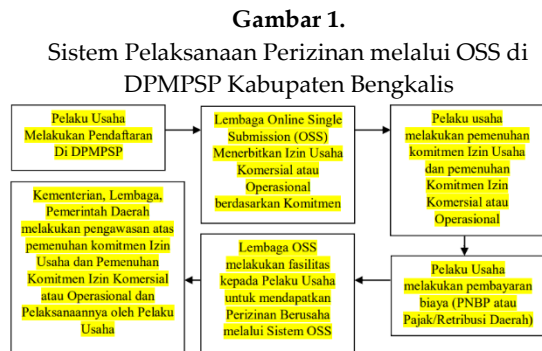 Gambar 1.
Sistem Pelaksanaan Perizinan melalui OSS di
DPMPSP Kabupaten Bengkalis
Pelaku Usaha
Melakukan Pendaftaran
Di DPMPSP
Lembaga Online Single
Submission (OSS)
Menerbitkan Izin Usaha
Komersial atau
Operasional
berdasarkan Komitmen
Pelaku usaha
melakukan pemenuhan
komitmen Izin Usaha
dan pemenuhan
Komitmen Izin
Komersial atau
Operasional
Pelaku Usaha
melakukan pembayaran
biaya (PNBP atau
Pajak/Retribusi Daerah)
Lembaga OSS
melakukan fasilitas
kepada Pelaku Usaha
untuk mendapatkan
Perizinan Berusaha
melalui Sistem OSS
Kementerian, Lembaga,
Pemerintah Daerah
melakukan pengawasan atas
pemenuhan komitmen Izin
Usaha dan Pemenuhan
Komitmen Izin Komersial
atau Operasional dan
Pelaksanaannya oleh Pelaku
Usaha